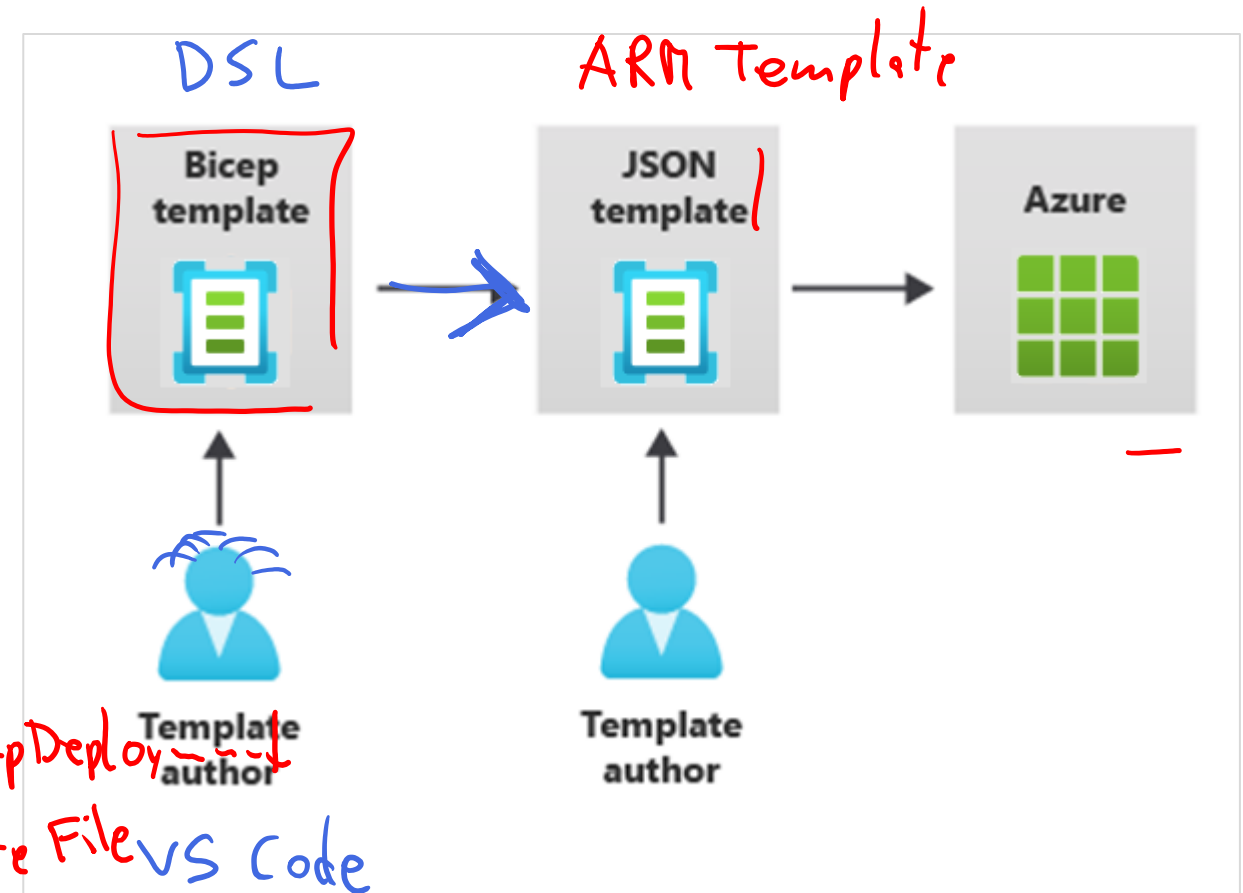 DSL
ARM Template
Bicep
template
JSON
template
Azure
Template
author
Template
author
pDeploy
e File
VS Code